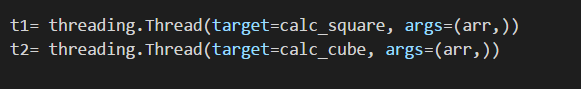 t1= threading.Thread(target=calc_square, args=(arr,))
t2= threading.Thread(target=calc_cube, args=(arr,))